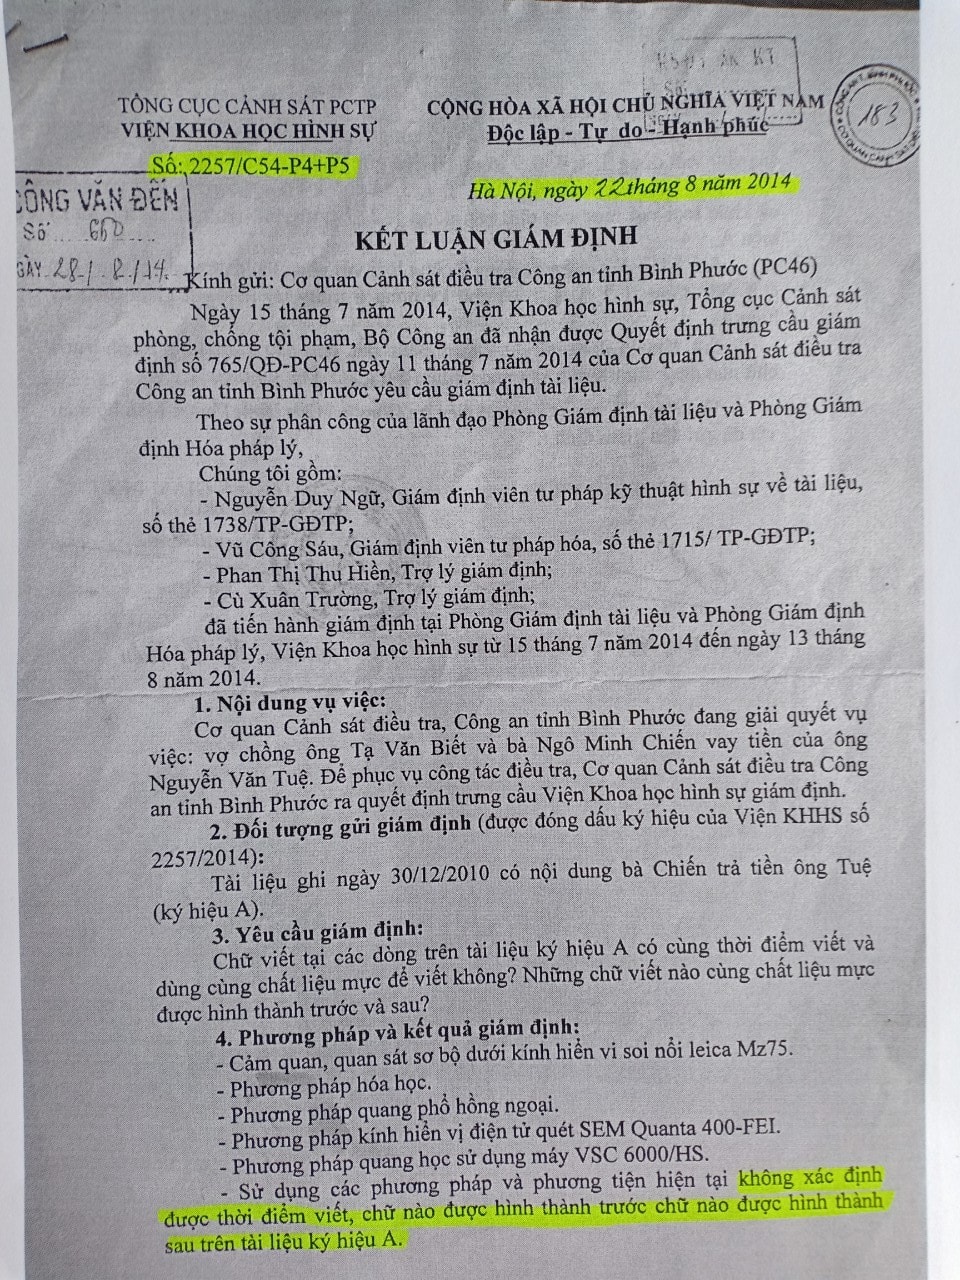 TỔNG CỤC CẢNH SÁT PCTP
VIỆN KHOA HỌC HÌNH SỰ
Số: 2257/C54-P4+P5
CỘNG HÒA XÃ HỘI CHỦ NGHĨA VIỆT NAM
Độc lập - Tự do - Hạnh phúc
183
Hà Nội, ngày 22 tháng 8 năm 2014
CÔNG VĂN ĐẾN
Số 660
NGÀY 28/8/14
KẾT LUẬN GIÁM ĐỊNH
Kính gửi: Cơ quan Cảnh sát điều tra Công an tỉnh Bình Phước (PC46)
Ngày 15 tháng 7 năm 2014, Viện Khoa học hình sự, Tổng cục Cảnh sát
phòng, chống tội phạm, Bộ Công an đã nhận được Quyết định trưng cầu giám
định số 765/QĐ-PC46 ngày 11 tháng 7 năm 2014 của Cơ quan Cảnh sát điều tra
Công an tỉnh Bình Phước yêu cầu giám định tài liệu.
Theo sự phân công của lãnh đạo Phòng Giám định tài liệu và Phòng Giám
định Hóa pháp lý,
Chúng tôi gồm:
- Nguyễn Duy Ngữ, Giám định viên tư pháp kỹ thuật hình sự về tài liệu,
số thẻ 1738/TP-GĐTP;
- Vũ Công Sáu, Giám định viên tư pháp hóa, số thẻ 1715/ TP-GĐTP;
- Phan Thị Thu Hiền, Trợ lý giám định;
- Cù Xuân Trường, Trợ lý giám định;
đã tiến hành giám định tại Phòng Giám định tài liệu và Phòng Giám định
Hóa pháp lý, Viện Khoa học hình sự từ 15 tháng 7 năm 2014 đến ngày 13 tháng
8 năm 2014.
1. Nội dung vụ việc:
Cơ quan Cảnh sát điều tra, Công an tỉnh Bình Phước đang giải quyết vụ
việc: vợ chồng ông Tạ Văn Biết và bà Ngô Minh Chiến vay tiền của ông
Nguyễn Văn Tuệ. Để phục vụ công tác điều tra, Cơ quan Cảnh sát điều tra Công
an tỉnh Bình Phước ra quyết định trưng cầu Viện Khoa học hình sự giám định.
2. Đối tượng gửi giám định (được đóng dấu ký hiệu của Viện KHHS số
2257/2014):
Tài liệu ghi ngày 30/12/2010 có nội dung bà Chiến trả tiền ông Tuệ
(ký hiệu A).
3. Yêu cầu giám định:
Chữ viết tại các dòng trên tài liệu ký hiệu A có cùng thời điểm viết và
dùng cùng chất liệu mực để viết không? Những chữ viết nào cùng chất liệu mực
được hình thành trước và sau?
4. Phương pháp và kết quả giám định:
- Cảm quan, quan sát sơ bộ dưới kính hiển vi soi nổi leica Mz75.
- Phương pháp hóa học.
- Phương pháp quang phổ hồng ngoại.
- Phương pháp kính hiển vị điện tử quét SEM Quanta 400-FEI.
- Phương pháp quang học sử dụng máy VSC 6000/HS.
- Sử dụng các phương pháp và phương tiện hiện tại không xác định
được thời điểm viết, chữ nào được hình thành trước chữ nào được hình thành
sau trên tài liệu ký hiệu A.